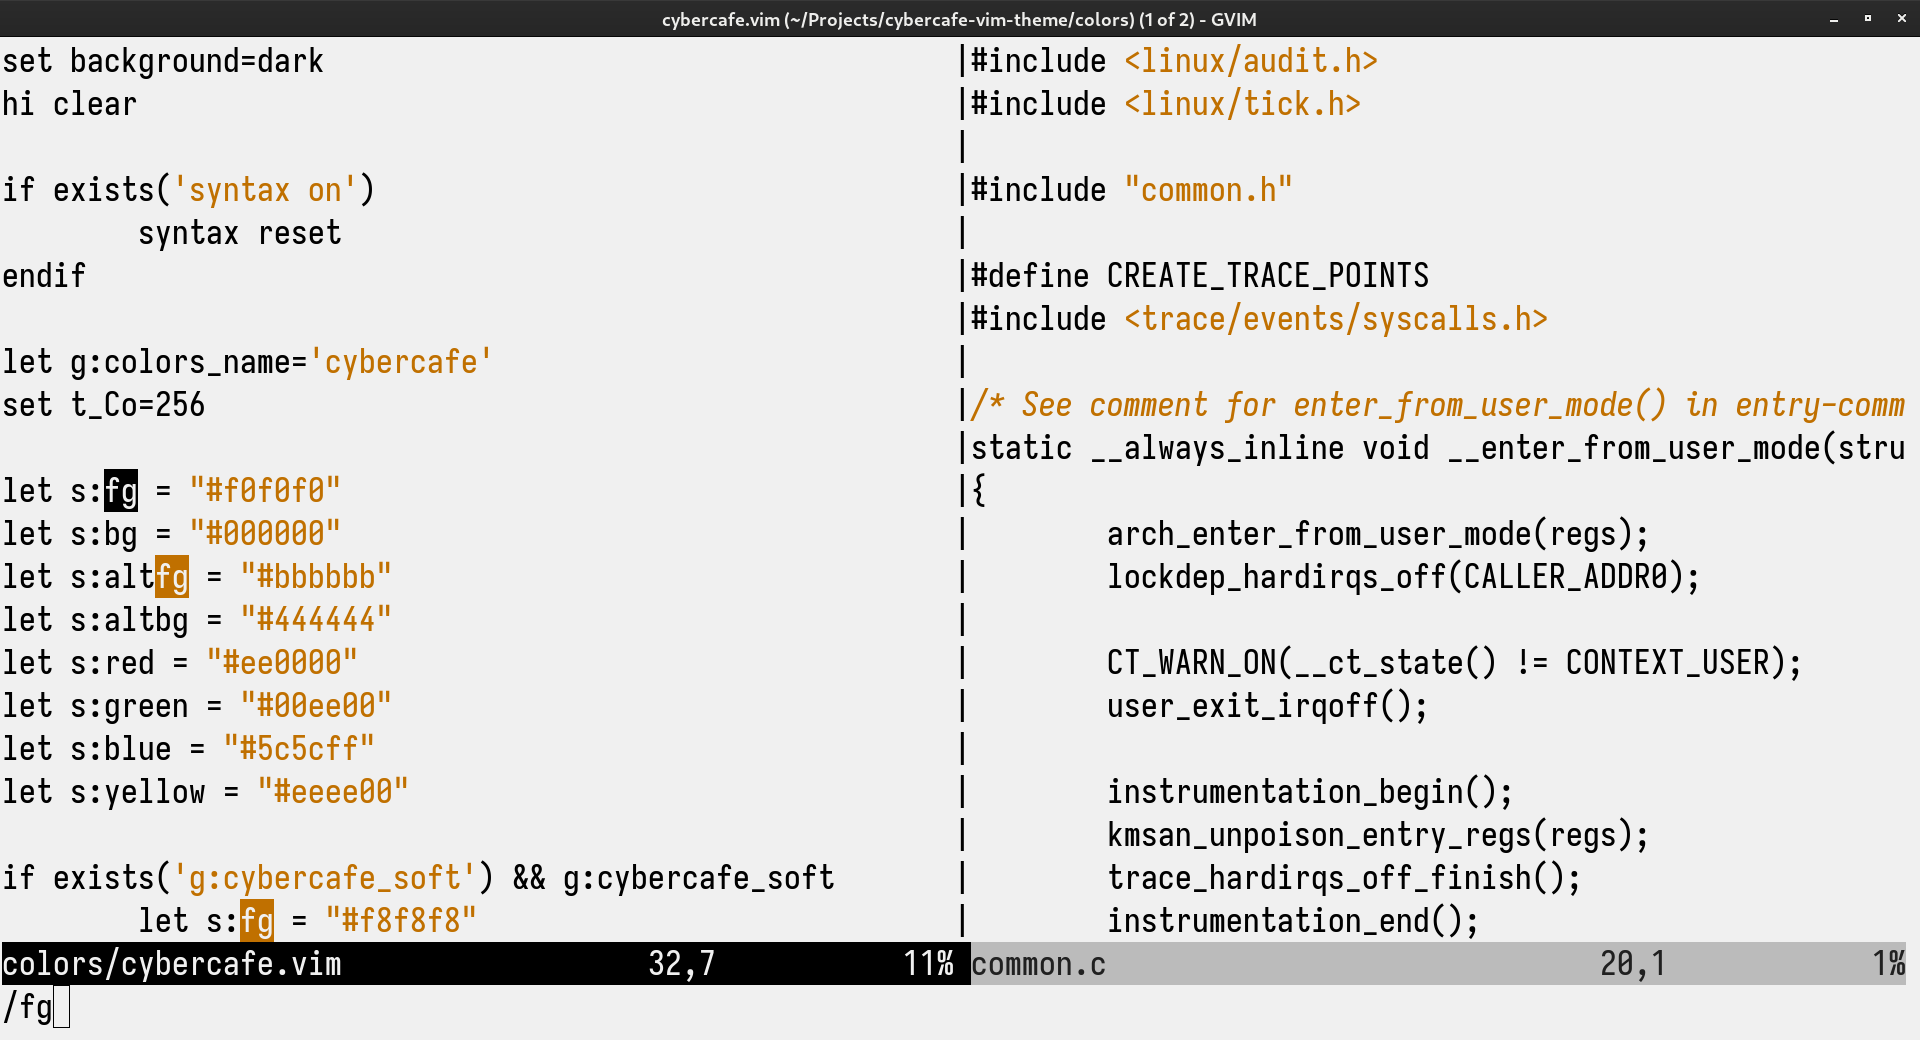 cybercafe.vim (~/Projects/cybercafe-vim-theme/colors) (1 of 2) - GVIM
set background=dark
hi clear

if exists('syntax on')
        syntax reset
endif

let g:colors_name='cybercafe'
set t_Co=256

let s:fg = "#f0f0f0"
let s:bg = "#000000"
let s:altfg = "#bbbbbb"
let s:altbg = "#444444"
let s:red = "#ee0000"
let s:green = "#00ee00"
let s:blue = "#5c5cff"
let s:yellow = "#eeee00"

if exists('g:cybercafe_soft') && g:cybercafe_soft
        let s:fg = "#f8f8f8"
colors/cybercafe.vim 32,7 11%
#include <linux/audit.h>
#include <linux/tick.h>

#include "common.h"

#define CREATE_TRACE_POINTS
#include <trace/events/syscalls.h>

/* See comment for enter_from_user_mode() in entry-comm
static __always_inline void __enter_from_user_mode(stru
{
        arch_enter_from_user_mode(regs);
        lockdep_hardirqs_off(CALLER_ADDR0);

        CT_WARN_ON(__ct_state() != CONTEXT_USER);
        user_exit_irqoff();

        instrumentation_begin();
        kmsan_unpoison_entry_regs(regs);
        trace_hardirqs_off_finish();
        instrumentation_end();
common.c 20,1 1%
/fg